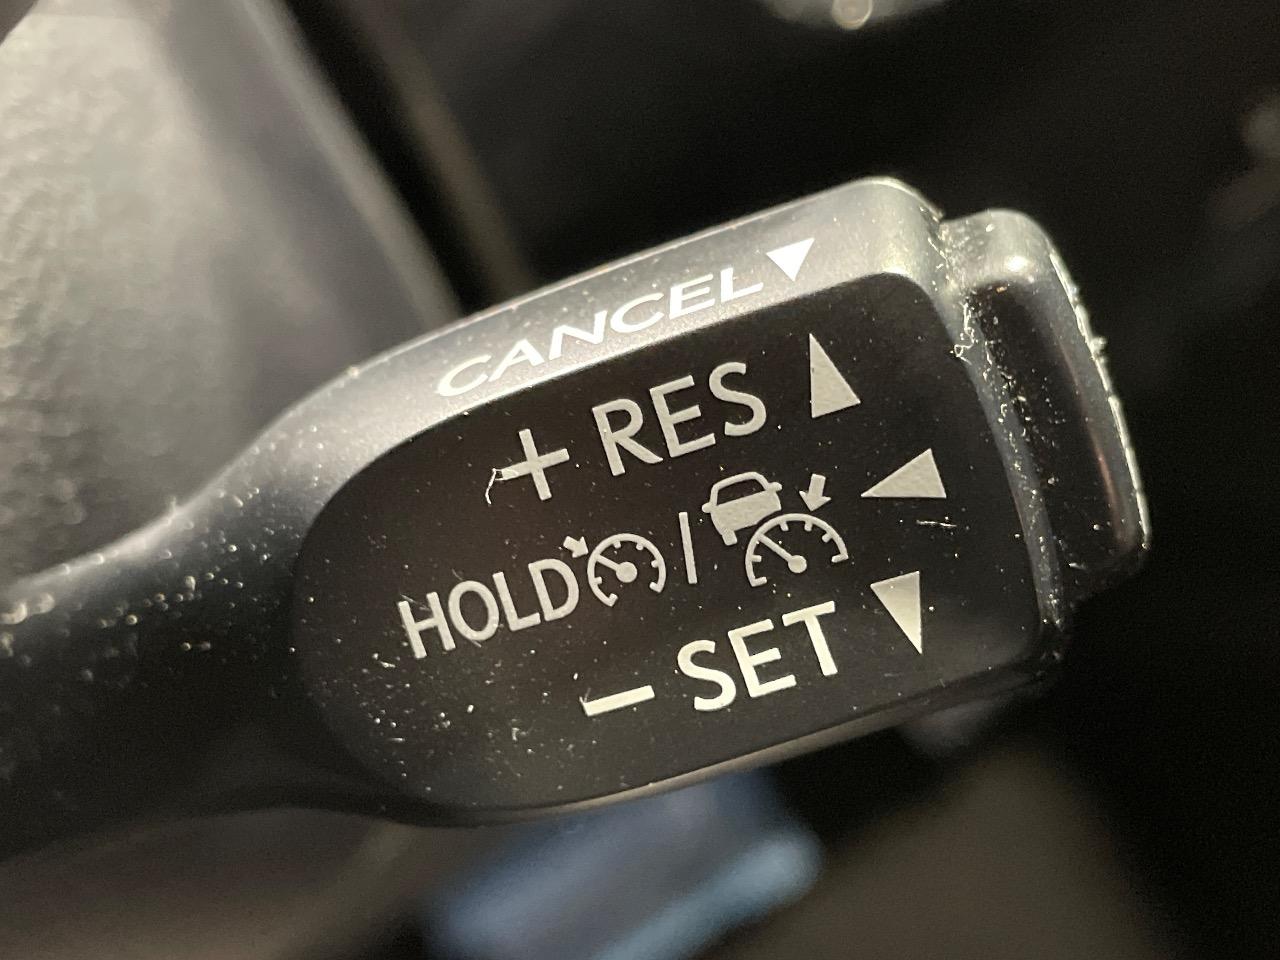 CANCEL
+ RES
HOLD /
− SET